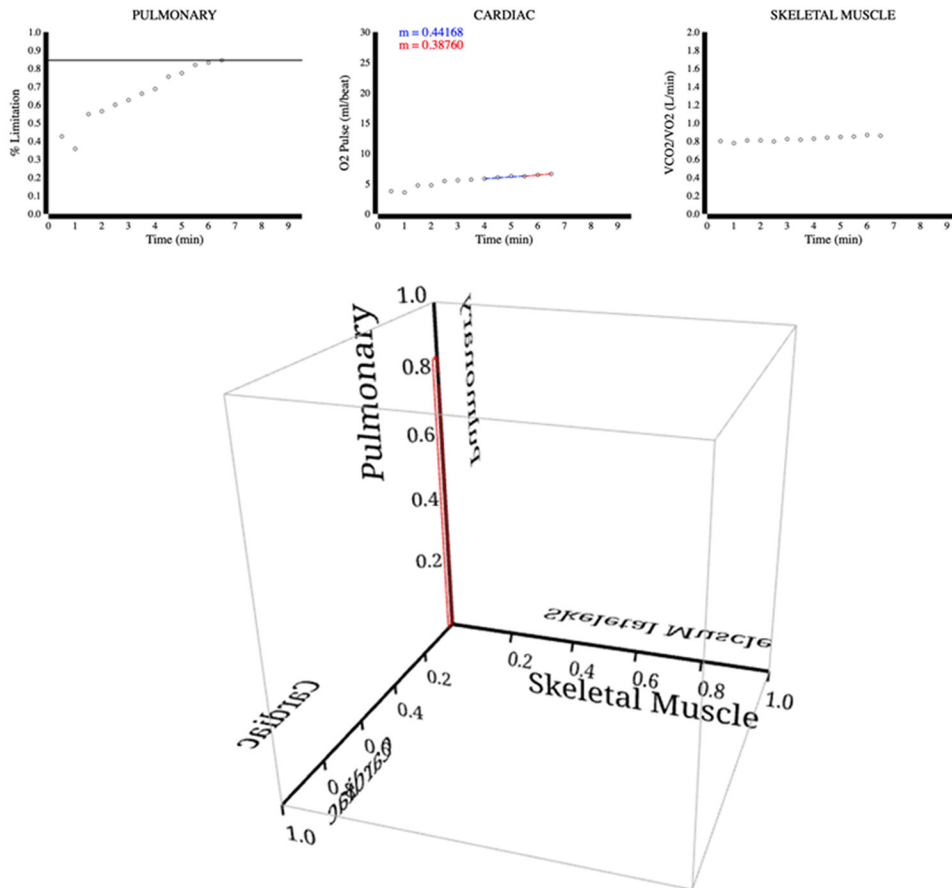 PULMONARY
1.0
0.9
0.8
0.7
0.6
0.5
0.4
0.3
0.2
0.1
0.0
% Limitation
0 1 2 3 4 5 6 7 8 9
Time (min)
CARDIAC
m = 0.44168
m = 0.38760
30
25
20
15
10
5
0
O2 Pulse (ml/beat)
0 1 2 3 4 5 6 7 8 9
Time (min)
SKELETAL MUSCLE
2.0
1.8
1.6
1.4
1.2
1.0
0.8
0.6
0.4
0.2
0.0
VCO2/VO2 (L/min)
0 1 2 3 4 5 6 7 8 9
Time (min)
1.0
0.8
0.6
0.4
0.2
Pulmonary
Pulmonary
Skeletal Muscle
0.2 0.4 0.6 0.8 1.0
Skeletal Muscle
0.2
0.4
1.0
Cardiac
Cardiac